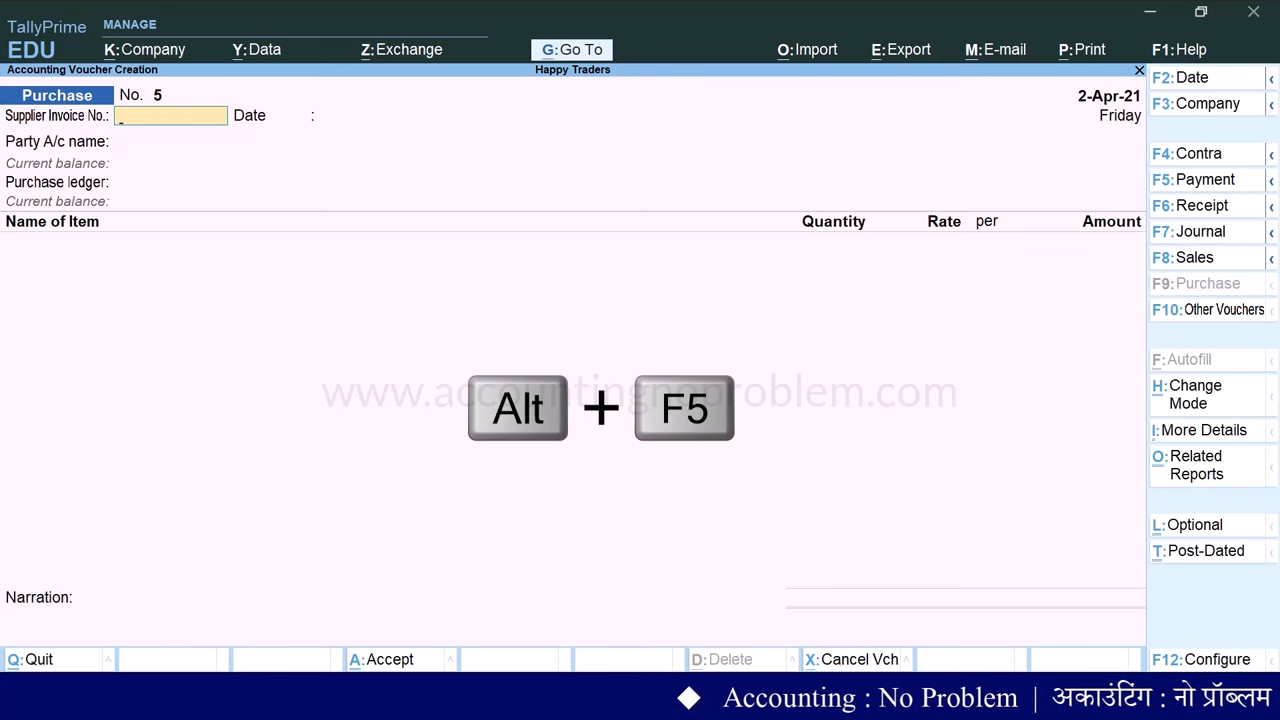 TallyPrime
EDU
MANAGE
K:Company Y:Data Z:Exchange G:Go To O:Import E:Export M:E-mail P:Print F1:Help
Accounting Voucher Creation Happy Traders
Purchase No. 5 2-Apr-21
Supplier Invoice No.: Date : Friday
Party A/c name:
Current balance:
Purchase ledger:
Current balance:
Name of Item Quantity Rate per Amount
www.accountingnoproblem.com
Alt + F5
Narration:
Q:Quit A:Accept D:Delete X:Cancel Vch
F2:Date
F3:Company
F4:Contra
F5:Payment
F6:Receipt
F7:Journal
F8:Sales
F9:Purchase
F10:Other Vouchers
F:Autofill
H:Change
Mode
I:More Details
O:Related
Reports
L:Optional
T:Post-Dated
F12:Configure
Accounting : No Problem | अकाउंटिंग : नो प्रॉब्लम